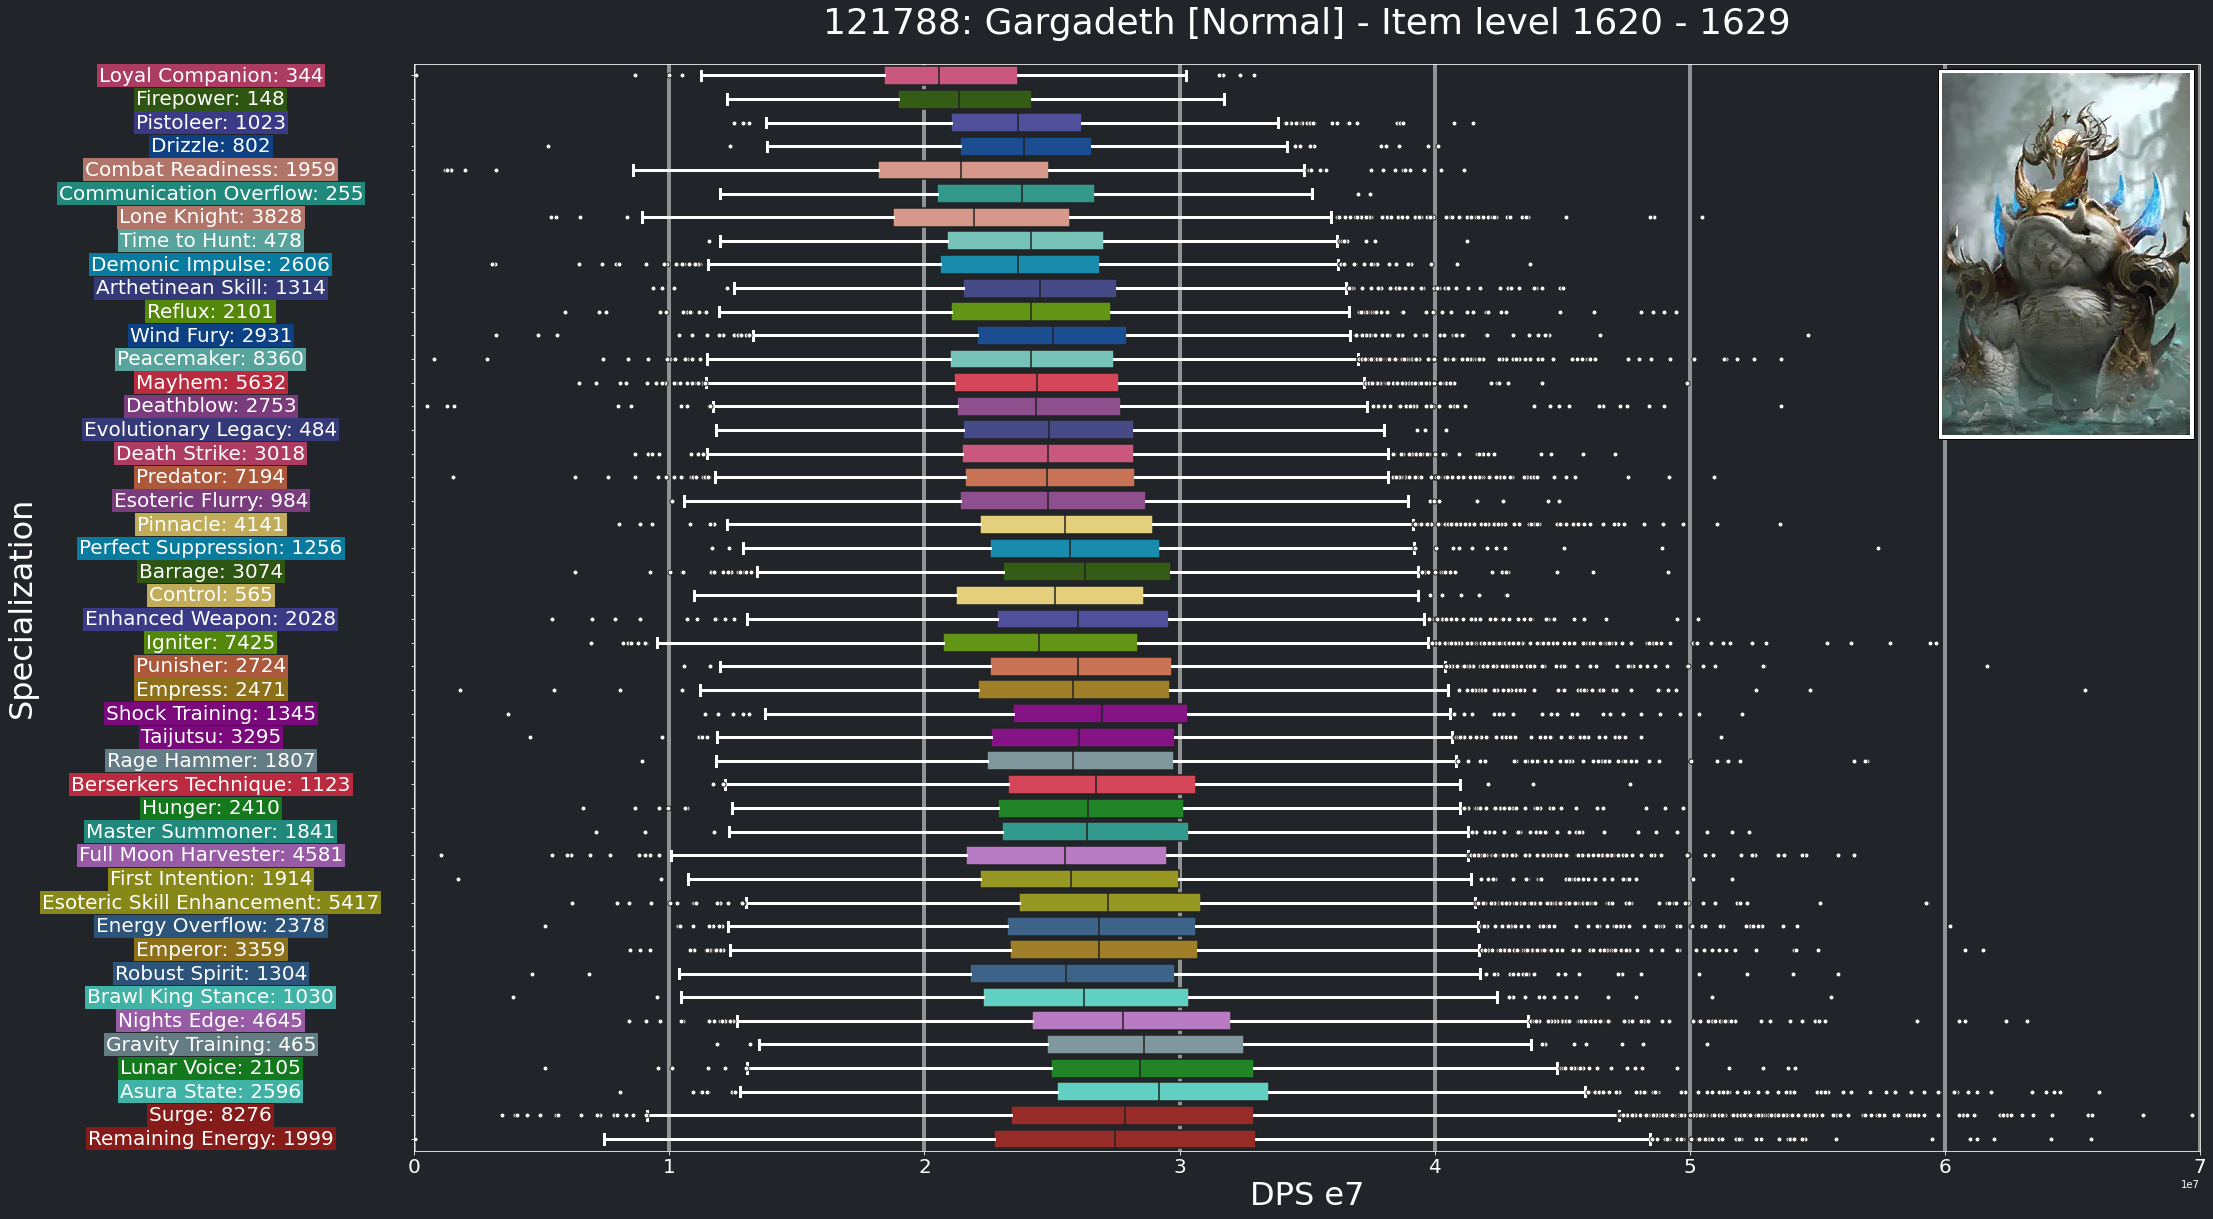 121788: Gargadeth [Normal] - Item level 1620 - 1629
Specialization
Loyal Companion: 344
Firepower: 148
Pistoleer: 1023
Drizzle: 802
Combat Readiness: 1959
Communication Overflow: 255
Lone Knight: 3828
Time to Hunt: 478
Demonic Impulse: 2606
Arthetinean Skill: 1314
Reflux: 2101
Wind Fury: 2931
Peacemaker: 8360
Mayhem: 5632
Deathblow: 2753
Evolutionary Legacy: 484
Death Strike: 3018
Predator: 7194
Esoteric Flurry: 984
Pinnacle: 4141
Perfect Suppression: 1256
Barrage: 3074
Control: 565
Enhanced Weapon: 2028
Igniter: 7425
Punisher: 2724
Empress: 2471
Shock Training: 1345
Taijutsu: 3295
Rage Hammer: 1807
Berserkers Technique: 1123
Hunger: 2410
Master Summoner: 1841
Full Moon Harvester: 4581
First Intention: 1914
Esoteric Skill Enhancement: 5417
Energy Overflow: 2378
Emperor: 3359
Robust Spirit: 1304
Brawl King Stance: 1030
Nights Edge: 4645
Gravity Training: 465
Lunar Voice: 2105
Asura State: 2596
Surge: 8276
Remaining Energy: 1999
0 1 2 3 4 5 6 7
DPS e7
1e7